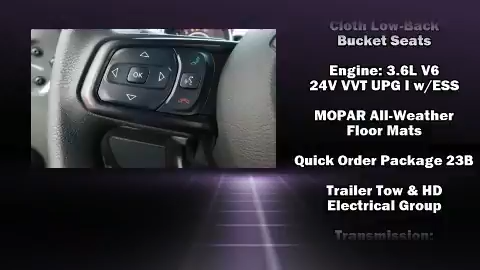 Cloth Low-Back
Bucket Seats
Engine: 3.6L V6
24V VVT UPG I w/ESS
MOPAR All-Weather
Floor Mats
Quick Order Package 23B
Trailer Tow & HD
Electrical Group
Transmission:
OK